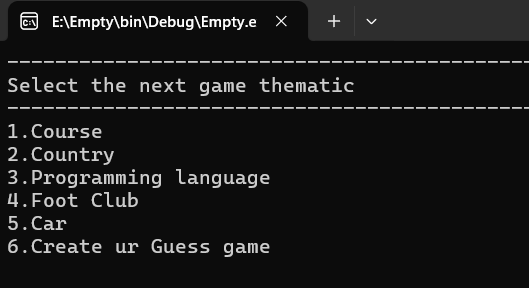 E:\Empty\bin\Debug\Empty.e
---------------------------------------------
Select the next game thematic
---------------------------------------------
1.Course
2.Country
3.Programming language
4.Foot Club
5.Car
6.Create ur Guess game